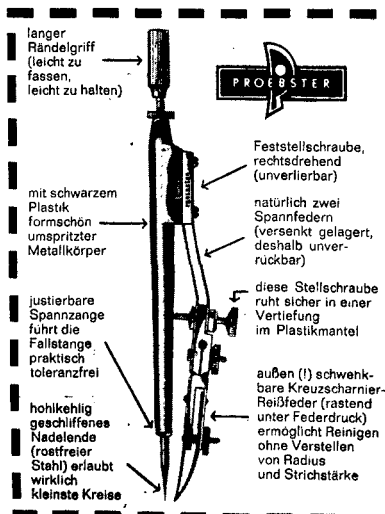 langer
Rändelgriff
(leicht zu
fassen,
leicht zu halten)
PROEBSTER
Feststellschraube,
rechtsdrehend
(unverlierbar)
mit schwarzem
Plastik
formschön
umspritzter
Metallkörper
natürlich zwei
Spannfedern
(versenkt gelagert,
deshalb unver-
rückbar)
justierbare
Spannzange
führt die
Fallstange
praktisch
toleranzfrei
diese Stellschraube
ruht sicher in einer
Vertiefung
im Plastikmantel
hohlkehlig
geschliffenes
Nadelende
(rostfreier
Stahl) erlaubt
wirklich
kleinste Kreise
außen (!) schwenk-
bare Kreuzscharnier-
Reißfeder (rastend
unter Federdruck)
ermöglicht Reinigen
ohne Verstellen
von Radius
und Strichstärke